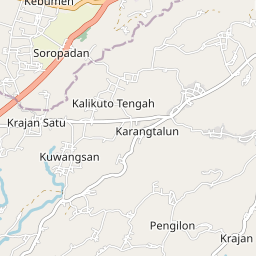 Kebumen
Soropadan
Kalikuto Tengah
Krajan Satu
Karangtalun
Kuwangsan
Pengilon
Krajan